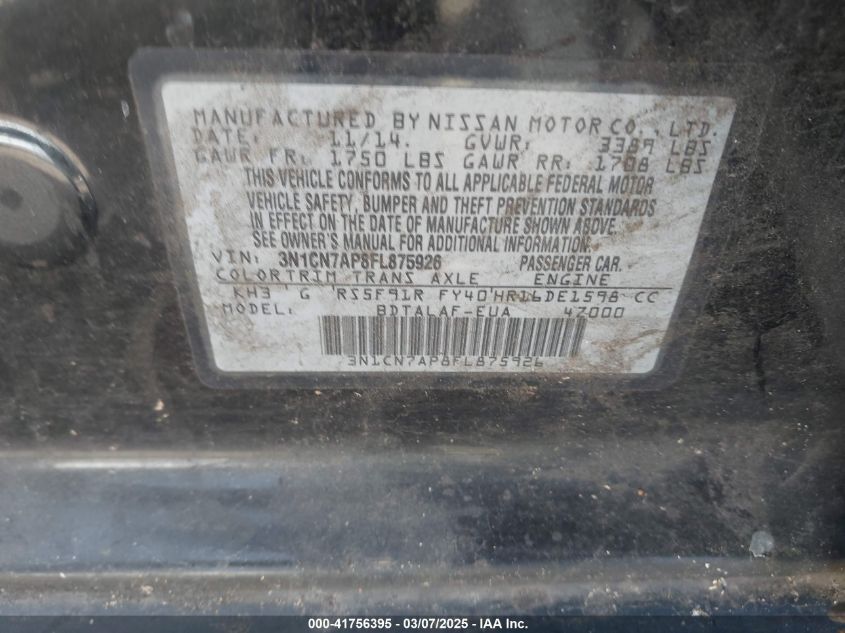 MANUFACTURED BY NISSAN MOTOR CO., LTD.
DATE: 11/14. GVWR: 3389 LBS
GAWR FR: 1750 LBS GAWR RR: 1708 LBS
THIS VEHICLE CONFORMS TO ALL APPLICABLE FEDERAL MOTOR
VEHICLE SAFETY, BUMPER AND THEFT PREVENTION STANDARDS
IN EFFECT ON THE DATE OF MANUFACTURE SHOWN ABOVE.
SEE OWNER'S MANUAL FOR ADDITIONAL INFORMATION.
VIN: 3N1CN7AP8FL875926 PASSENGER CAR.
COLOR TRIM TRANS AXLE ENGINE
KH3 G 'RS5F91R FY40'HR16DE1598 CC
MODEL: BDTALAF-EUA 47000
3N1CN7AP8FL875926
000-41756395 - 03/07/2025 - IAA Inc.